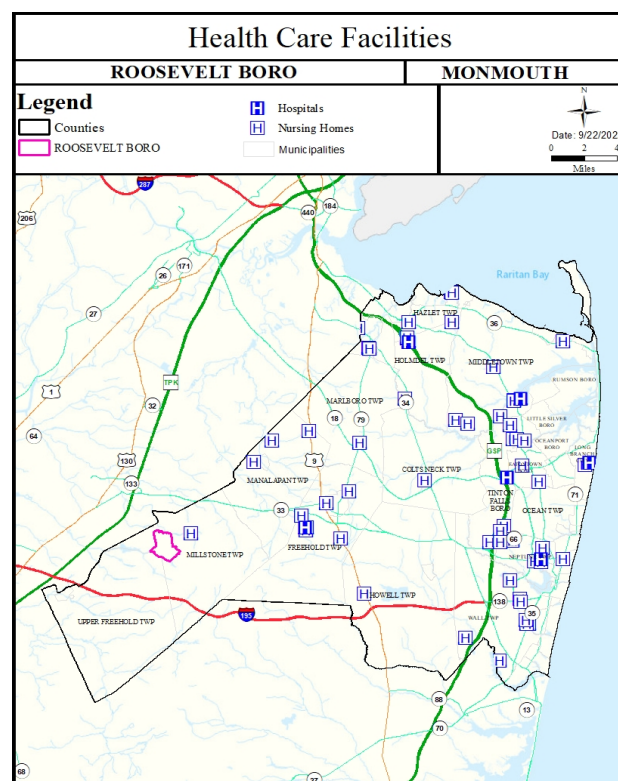 Health Care Facilities
ROOSEVELT BORO MONMOUTH
Legend
Counties
ROOSEVELT BORO
H Hospitals
H Nursing Homes
Municipalities
N
Date: 9/22/202
0 2 4
Miles
287
206
440
184
171
26
27
Raritan Bay
HAZLET TWP
36
HOLMDEL TWP
MIDDLETOWN TWP
TPK
1
32
RUMSON BORO
MARLBORO TWP
34
18
79
LITTLE SILVER
BORO
64
OCEANPORT
BORO
LONG
BRANCH
130
9
GSP
133
MANALAPAN TWP
COLTS NECK TWP
71
TINTON
FALLS
BORO
OCEAN TWP
33
MILLSTONE TWP
FREEHOLD TWP
66
HOWELL TWP
195
138
35
UPPER FREEHOLD TWP
WALL TWP
88
13
70
68
37